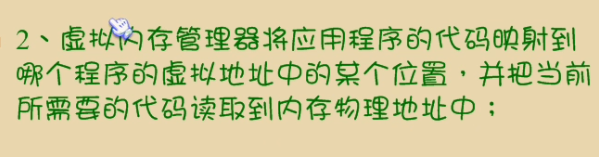 2、虚拟内存管理器将应用程序的代码映射到
哪个程序的虚拟地址中的某个位置，并把当前
所需要的代码读取到内存物理地址中；